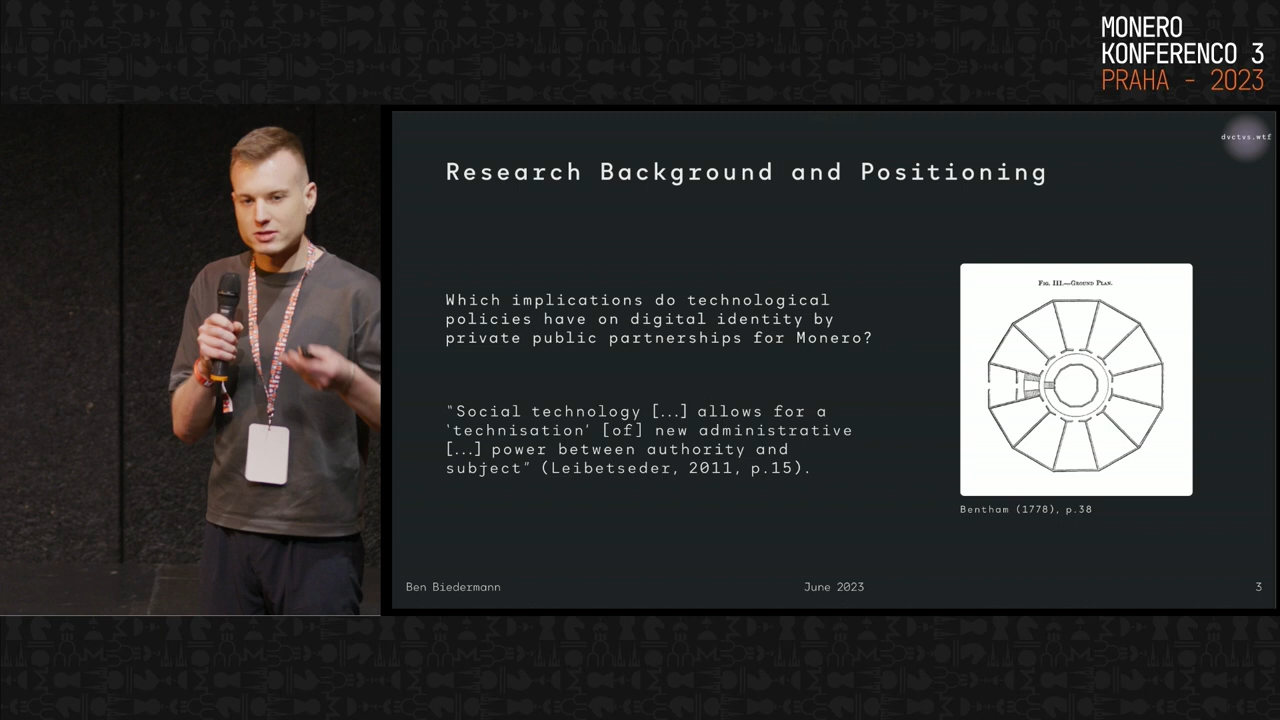 MONERO
KONFERENCO 3
PRAHA - 2023
dvctvs.wtf
Research Background and Positioning
Which implications do technological
policies have on digital identity by
private public partnerships for Monero?
"Social technology [...] allows for a
'technisation' [of] new administrative
[...] power between authority and
subject" (Leibetseder, 2011, p.15).
Fig. III.—Ground Plan.
Bentham (1778), p.38
Ben Biedermann
June 2023
3